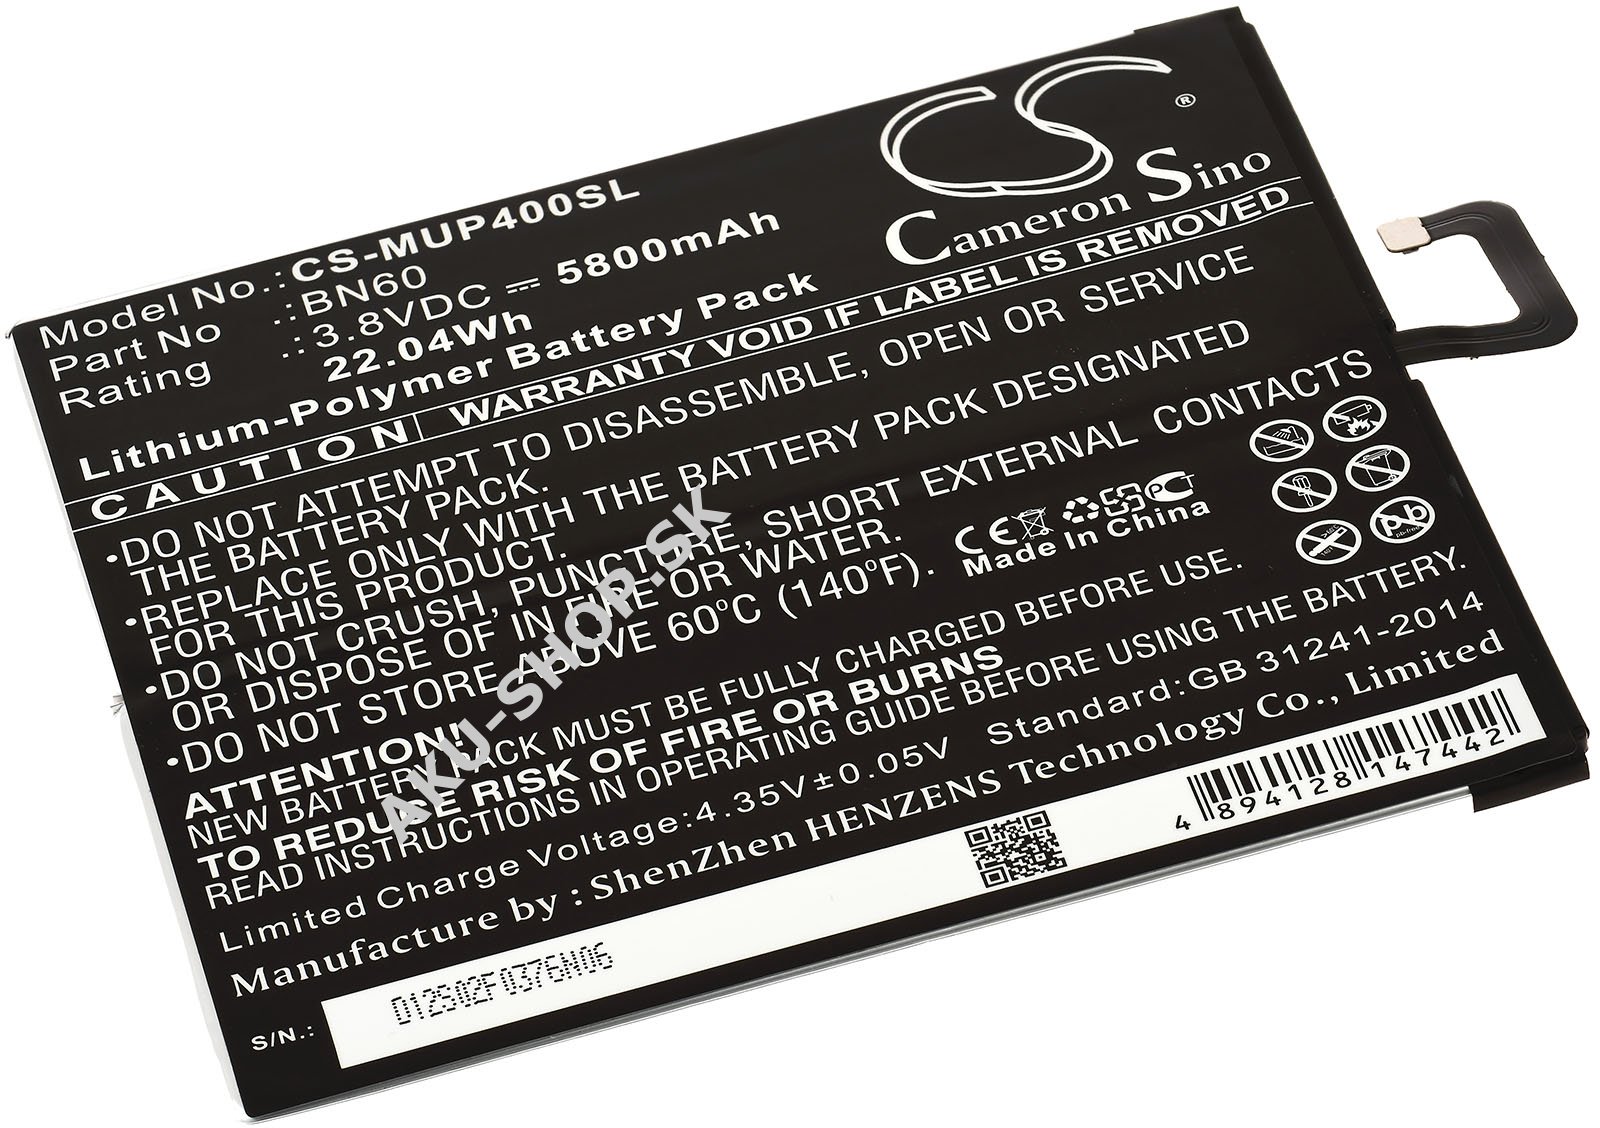 CS®
Cameron Sino
Model No.:CS-MUP400SL
Part No .:BN60
Rating .:3.8VDC ⎓ 5800mAh
22.04Wh
Lithium-Polymer Battery Pack
CAUTION WARRANTY VOID IF LABEL IS REMOVED
•DO NOT ATTEMPT TO DISASSEMBLE, OPEN OR SERVICE
THE BATTERY PACK.
•REPLACE ONLY WITH THE BATTERY PACK DESIGNATED
FOR THIS PRODUCT.
•DO NOT CRUSH, PUNCTURE, SHORT EXTERNAL CONTACTS
OR DISPOSE OF IN FIRE OR WATER.
•DO NOT STORE ABOVE 60°C (140°F).
CE PCT
Made in China
pb
ATTENTION!
NEW BATTERY PACK MUST BE FULLY CHARGED BEFORE USE.
TO REDUCE RISK OF FIRE OR BURNS
READ INSTRUCTIONS IN OPERATING GUIDE BEFORE USING THE BATTERY.
Limited Charge Voltage:4.35V±0.05V Standard:GB 31241-2014
Manufacture by : ShenZhen HENZENS Technology Co., Limited
S/N.: 012S02F0376N06
4 894128 147442
AKU-SHOP.SK